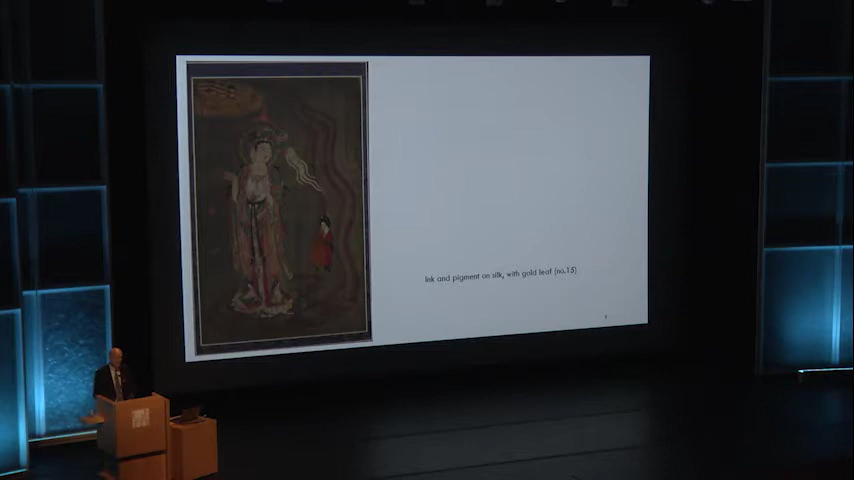 Ink and pigment on silk, with gold leaf (no.15)